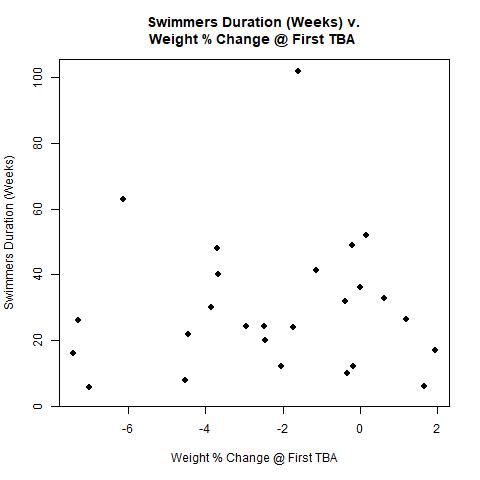 Swimmers Duration (Weeks) v.
Weight % Change @ First TBA
Swimmers Duration (Weeks)
100
80
60
40
20
0
-6 -4 -2 0 2
Weight % Change @ First TBA